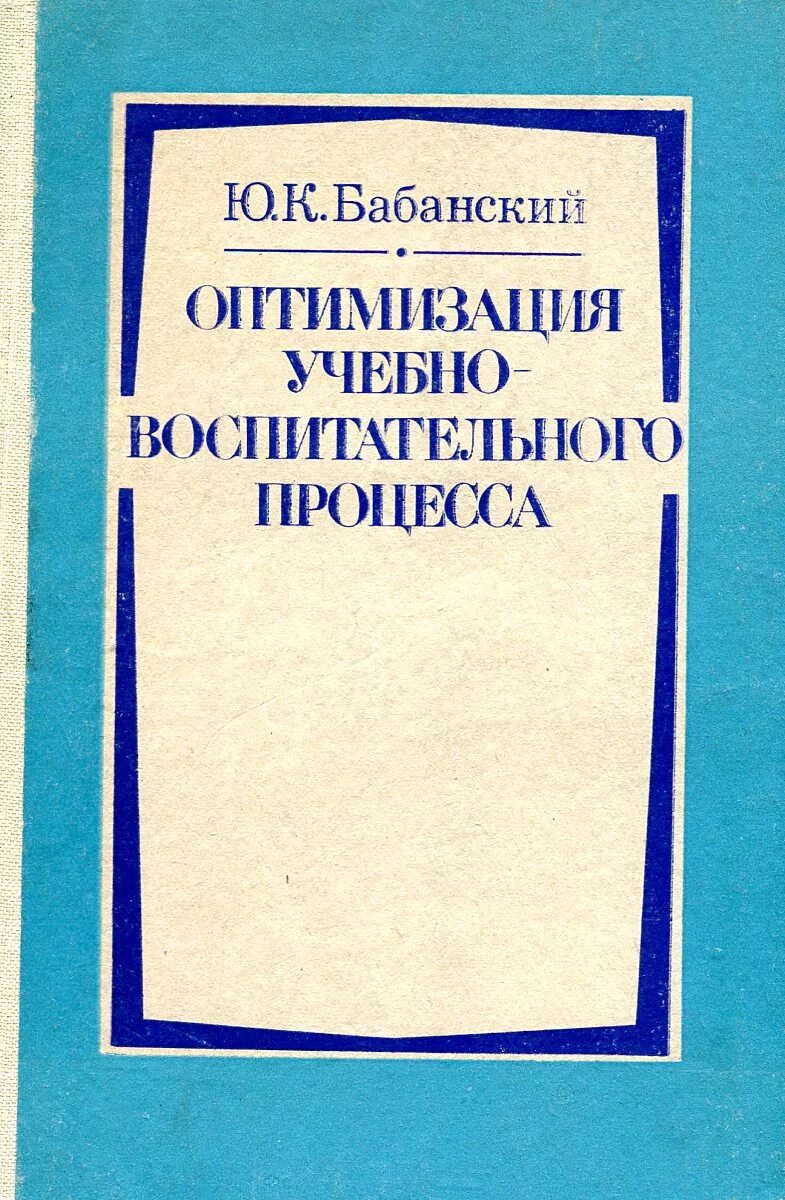 Ю.К.Бабанский
ОПТИМИЗАЦИЯ
УЧЕБНО-
ВОСПИТАТЕЛЬНОГО
ПРОЦЕССА